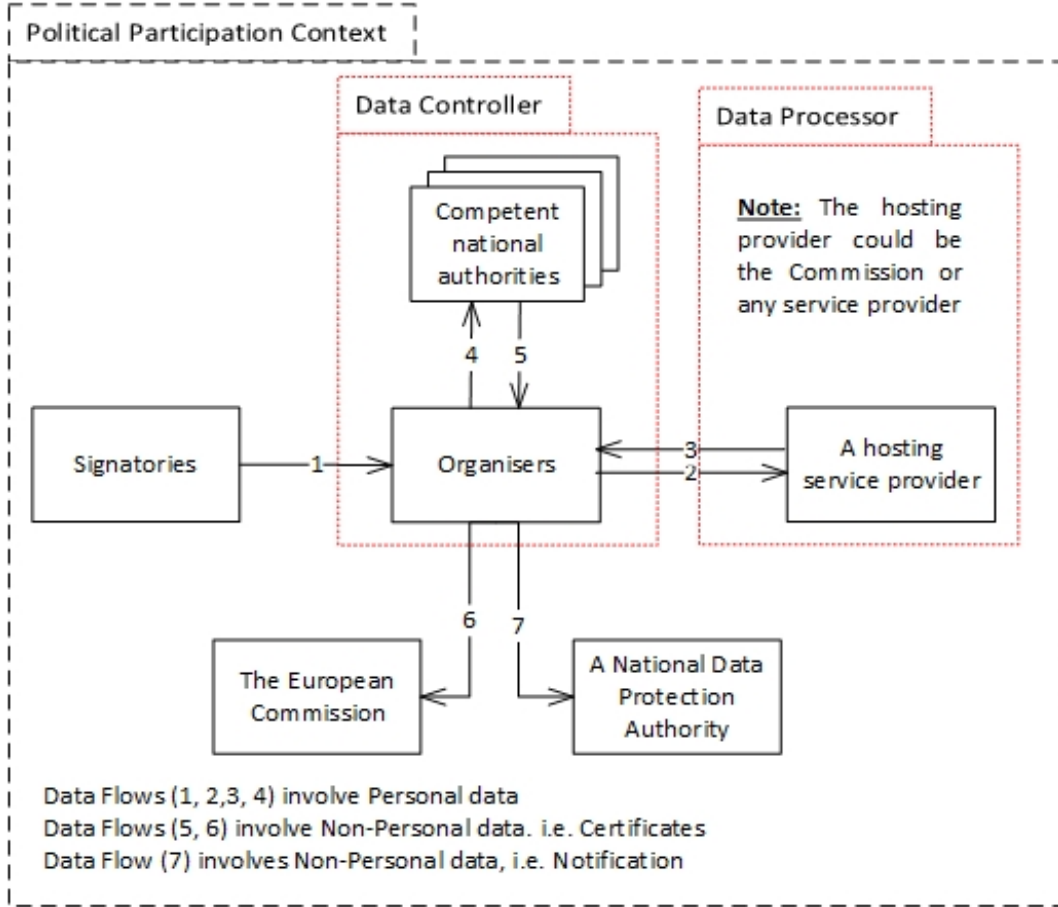 Political Participation Context
Data Controller
Data Processor
Competent
national
authorities
Note: The hosting
provider could be
the Commission or
any service provider
4
5
Signatories
1
Organisers
3
2
A hosting
service provider
6
7
The European
Commission
A National Data
Protection
Authority
Data Flows (1, 2,3, 4) involve Personal data
Data Flows (5, 6) involve Non-Personal data. i.e. Certificates
Data Flow (7) involves Non-Personal data, i.e. Notification